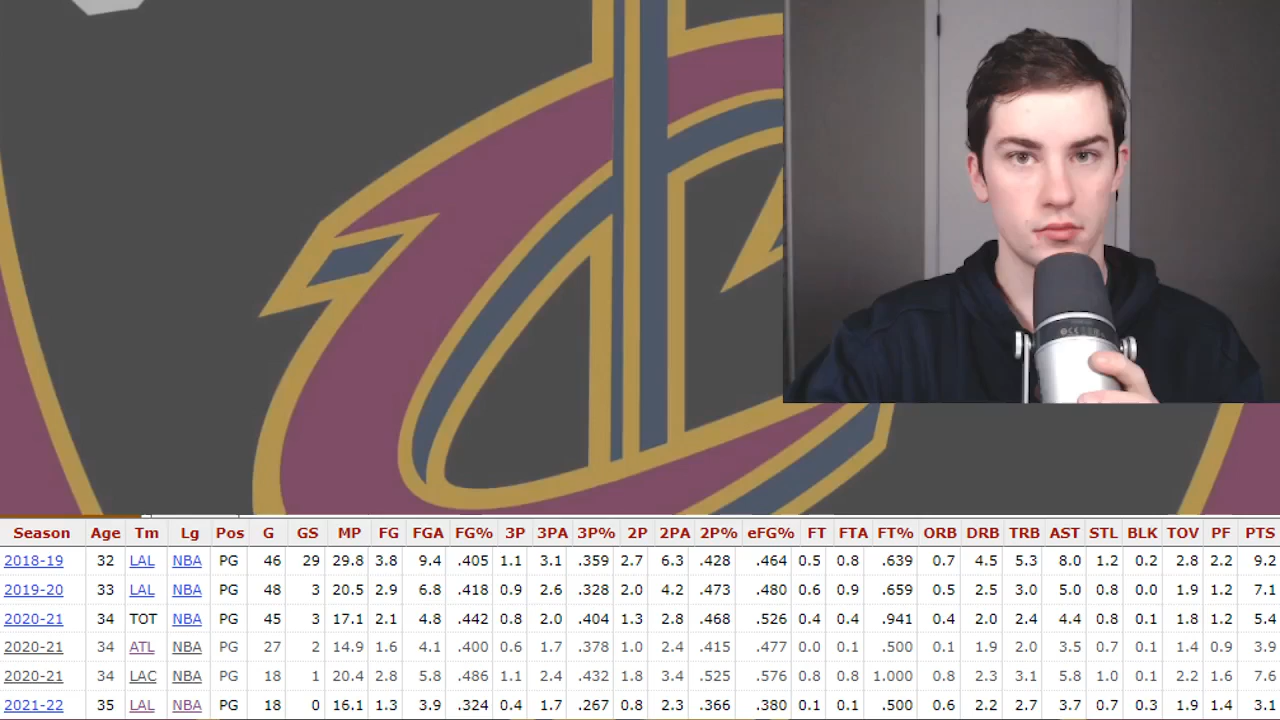 Season Age Tm Lg Pos G GS MP FG FGA FG% 3P 3PA 3P% 2P 2PA 2P% eFG% FT FTA FT% ORB DRB TRB AST STL BLK TOV PF PTS
2018-19 32 LAL NBA PG 46 29 29.8 3.8 9.4 .405 1.1 3.1 .359 2.7 6.3 .428 .464 0.5 0.8 .639 0.7 4.5 5.3 8.0 1.2 0.2 2.8 2.2 9.2
2019-20 33 LAL NBA PG 48 3 20.5 2.9 6.8 .418 0.9 2.6 .328 2.0 4.2 .473 .480 0.6 0.9 .659 0.5 2.5 3.0 5.0 0.8 0.0 1.9 1.2 7.1
2020-21 34 TOT NBA PG 45 3 17.1 2.1 4.8 .442 0.8 2.0 .404 1.3 2.8 .468 .526 0.4 0.4 .941 0.4 2.0 2.4 4.4 0.8 0.1 1.8 1.2 5.4
2020-21 34 ATL NBA PG 27 2 14.9 1.6 4.1 .400 0.6 1.7 .378 1.0 2.4 .415 .477 0.0 0.1 .500 0.1 1.9 2.0 3.5 0.7 0.1 1.4 0.9 3.9
2020-21 34 LAC NBA PG 18 1 20.4 2.8 5.8 .486 1.1 2.4 .432 1.8 3.4 .525 .576 0.8 0.8 1.000 0.8 2.3 3.1 5.8 1.0 0.1 2.2 1.6 7.6
2021-22 35 LAL NBA PG 18 0 16.1 1.3 3.9 .324 0.4 1.7 .267 0.8 2.3 .366 .380 0.1 0.1 .500 0.6 2.2 2.7 3.7 0.7 0.3 1.9 1.4 3.1